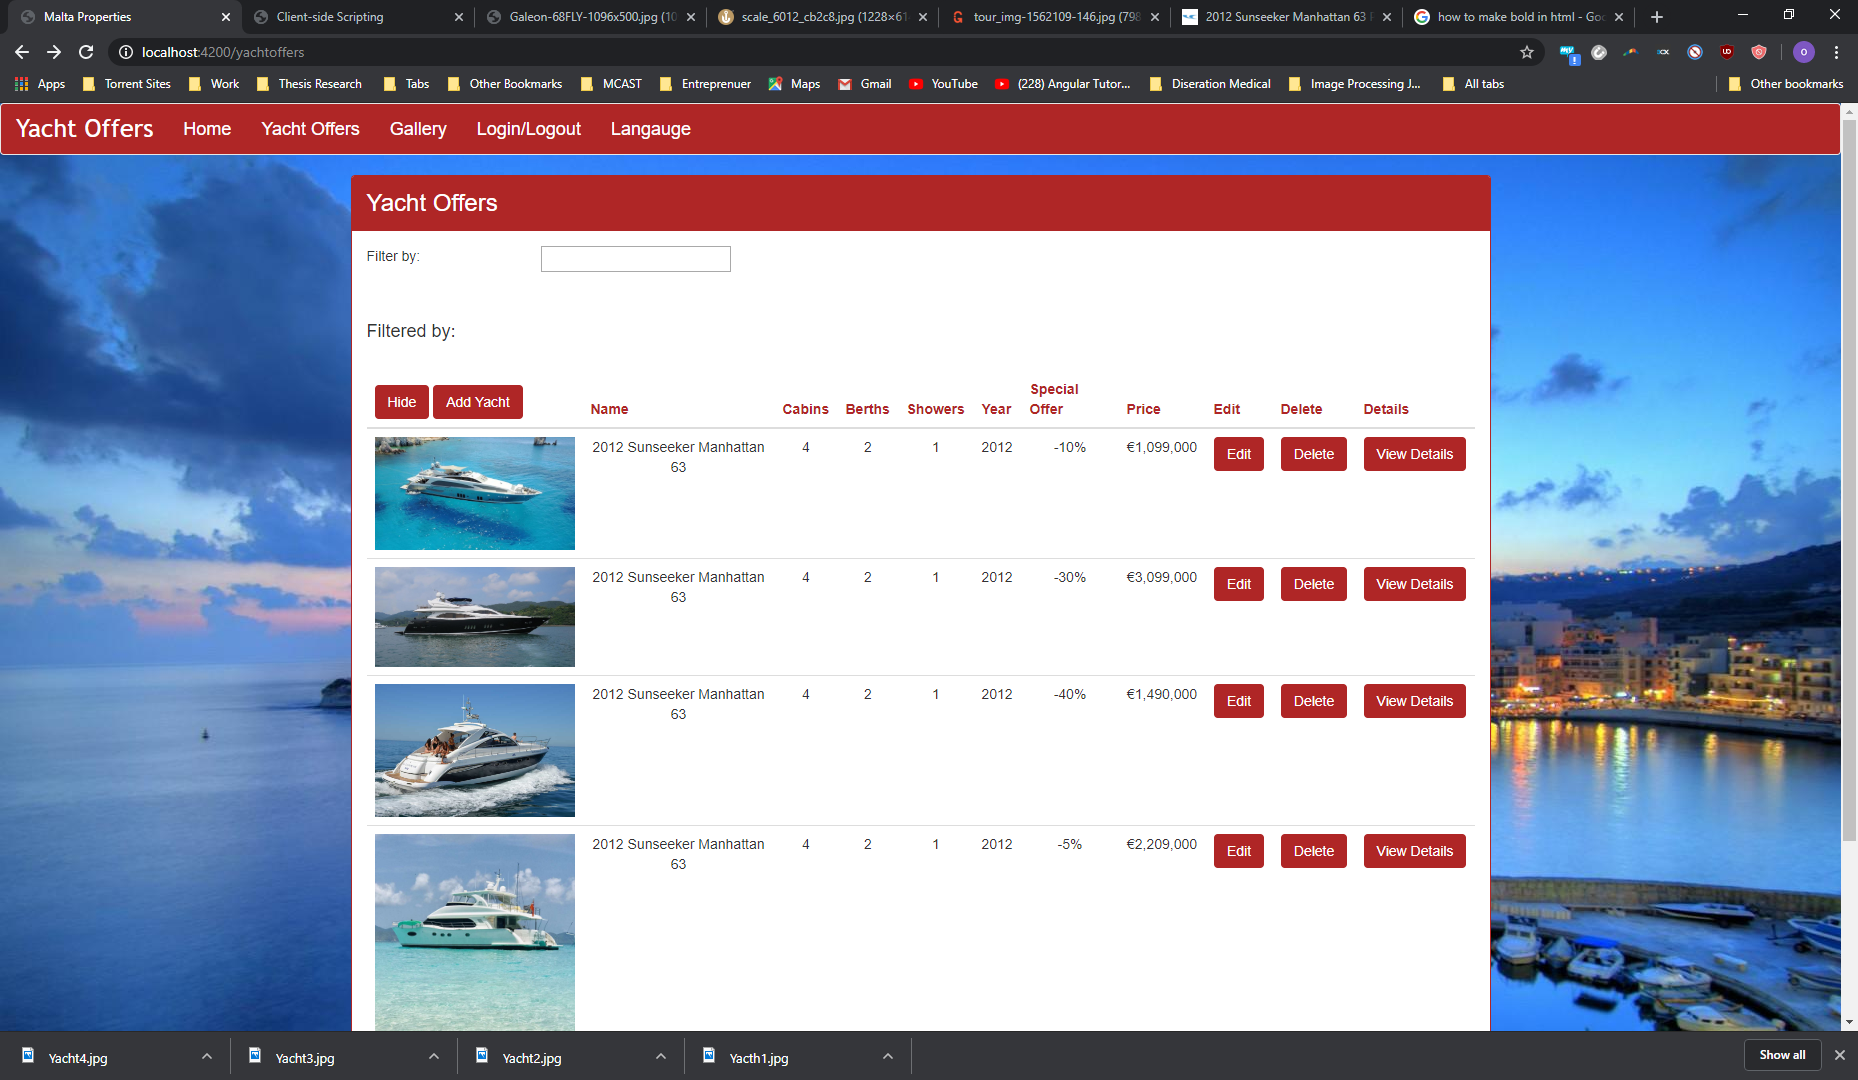 Malta Properties
Client-side Scripting
Galeon-68FLY-1096x500.jpg (10
scale_6012_cb2c8.jpg (1228×61
tour_img-1562109-146.jpg (798
2012 Sunseeker Manhattan 63
how to make bold in html - Goo
localhost:4200/yachtoffers
Apps
Torrent Sites
Work
Thesis Research
Tabs
Other Bookmarks
MCAST
Entreprenuer
Maps
Gmail
YouTube
(228) Angular Tutor...
Diseration Medical
Image Processing J...
All tabs
Other bookmarks
Yacht Offers
Home
Yacht Offers
Gallery
Login/Logout
Langauge
Yacht Offers
Filter by:
Filtered by:
Hide
Add Yacht
Name
Cabins
Berths
Showers
Year
Special
Offer
Price
Edit
Delete
Details
2012 Sunseeker Manhattan
63
4
2
1
2012
-10%
€1,099,000
Edit
Delete
View Details
2012 Sunseeker Manhattan
63
4
2
1
2012
-30%
€3,099,000
Edit
Delete
View Details
2012 Sunseeker Manhattan
63
4
2
1
2012
-40%
€1,490,000
Edit
Delete
View Details
2012 Sunseeker Manhattan
63
4
2
1
2012
-5%
€2,209,000
Edit
Delete
View Details
Yacht4.jpg
Yacht3.jpg
Yacht2.jpg
Yacth1.jpg
Show all